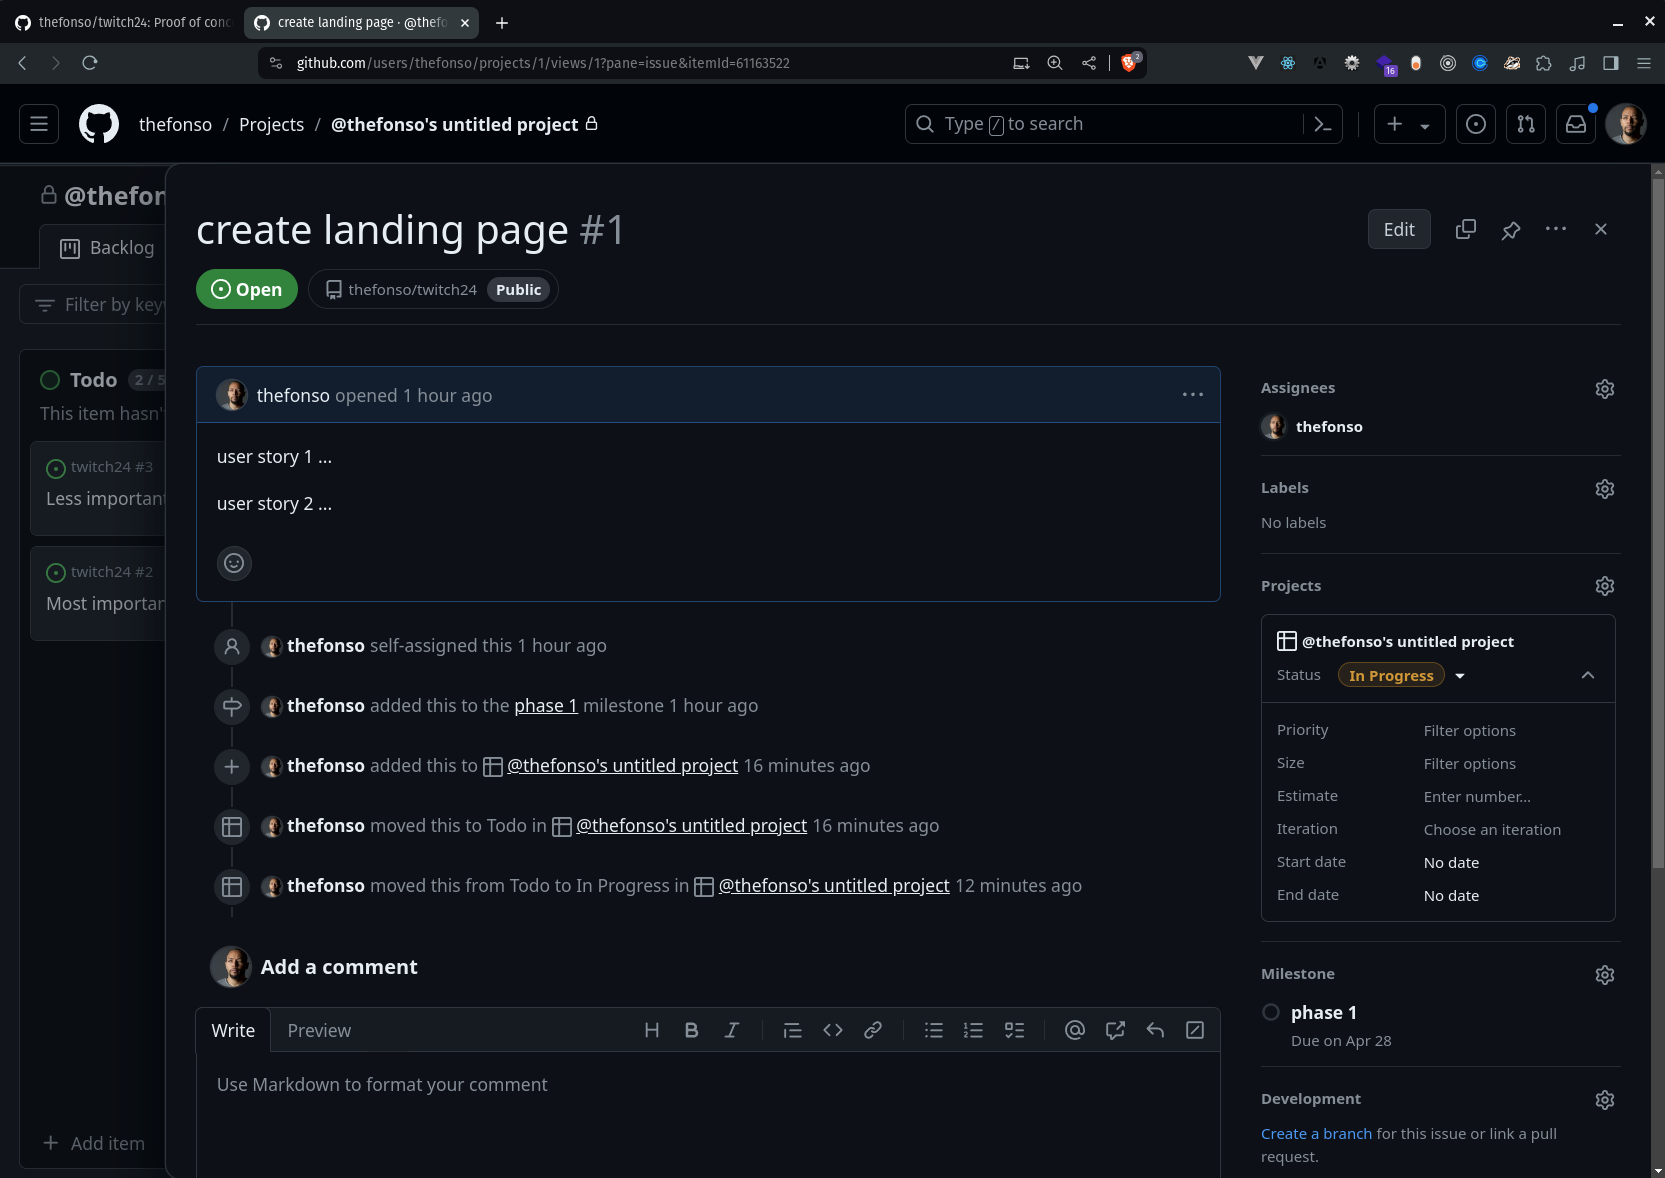 thefonso/twitch24: Proof of conc
create landing page · @thefo
github.com/users/thefonso/projects/1/views/1?pane=issue&itemId=61163522
2
16
thefonso / Projects / @thefonso's untitled project
Type / to search
@thefon
Backlog
Filter by key
Todo 2 / 5
This item hasn'
twitch24 #3
Less important
twitch24 #2
Most importan
Add item
create landing page #1
Edit
Open
thefonso/twitch24 Public
thefonso opened 1 hour ago
user story 1 ...
user story 2 ...
thefonso self-assigned this 1 hour ago
thefonso added this to the phase 1 milestone 1 hour ago
thefonso added this to @thefonso's untitled project 16 minutes ago
thefonso moved this to Todo in @thefonso's untitled project 16 minutes ago
thefonso moved this from Todo to In Progress in @thefonso's untitled project 12 minutes ago
Add a comment
Write Preview
Use Markdown to format your comment
Assignees
thefonso
Labels
No labels
Projects
@thefonso's untitled project
Status In Progress
Priority Filter options
Size Filter options
Estimate Enter number...
Iteration Choose an iteration
Start date No date
End date No date
Milestone
phase 1
Due on Apr 28
Development
Create a branch for this issue or link a pull
request.